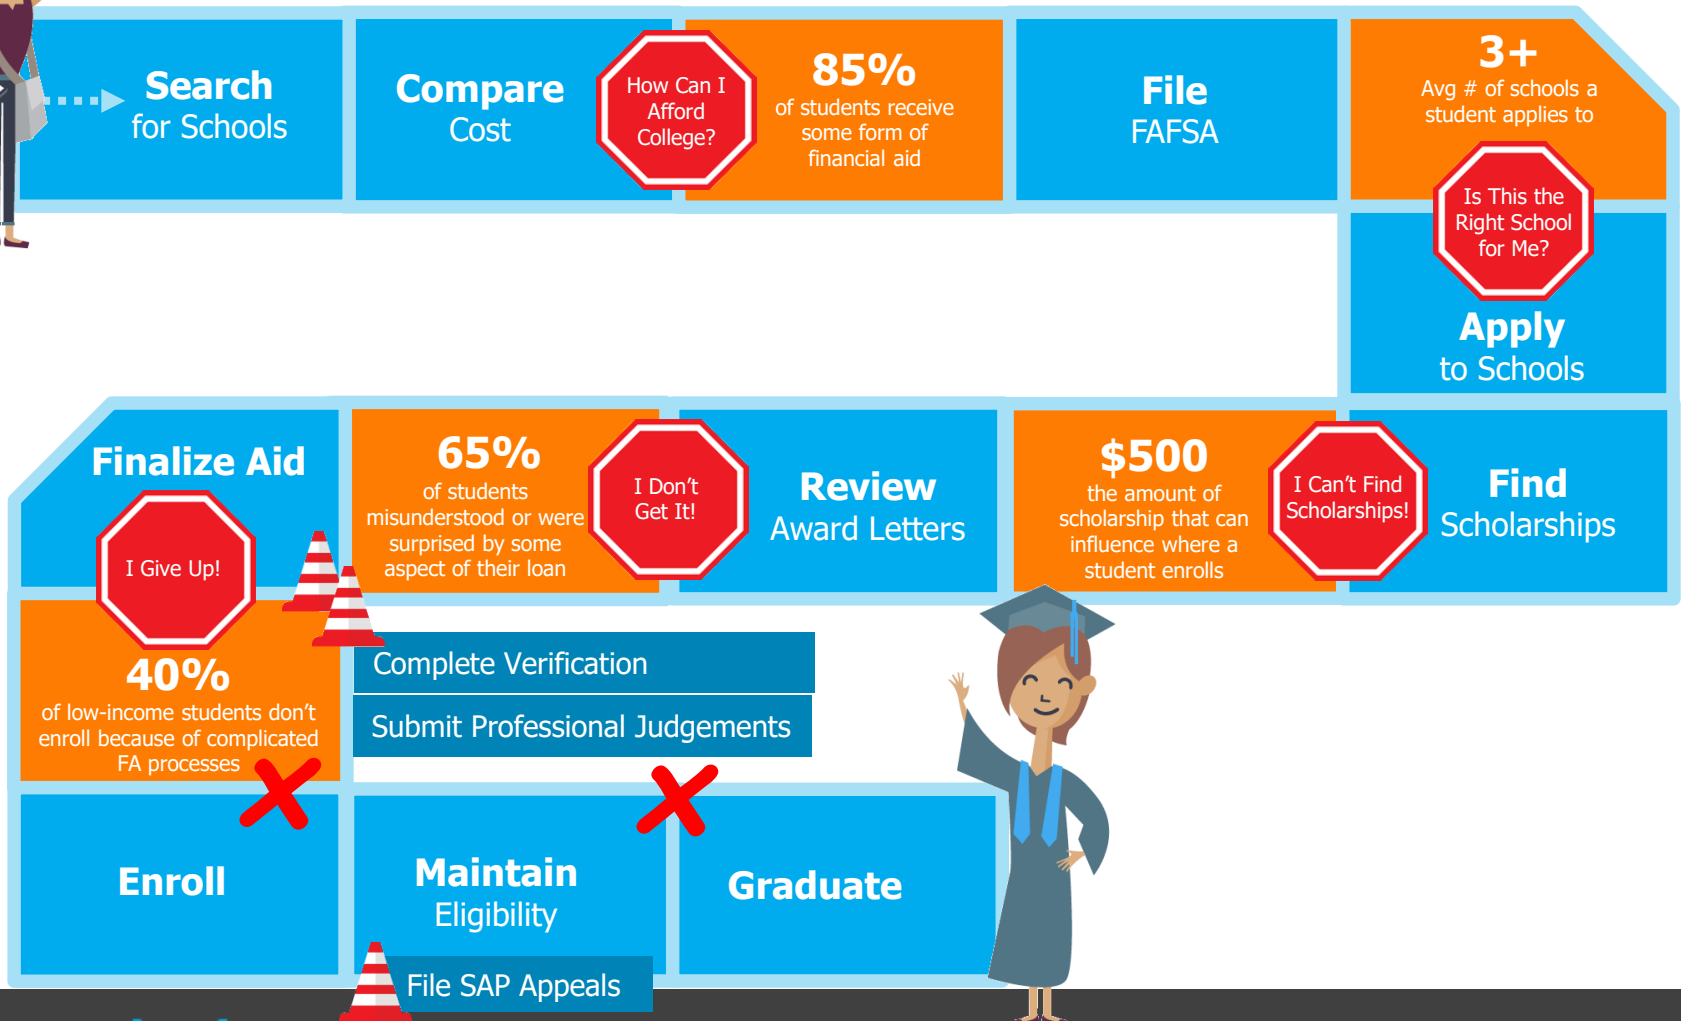 Search
for Schools
Compare
Cost
How Can I
Afford
College?
85%
of students receive
some form of
financial aid
File
FAFSA
3+
Avg # of schools a
student applies to
Is This the
Right School
for Me?
Apply
to Schools
Find
Scholarships
I Can't Find
Scholarships!
$500
the amount of
scholarship that can
influence where a
student enrolls
Review
Award Letters
I Don't
Get It!
65%
of students
misunderstood or were
surprised by some
aspect of their loan
Finalize Aid
I Give Up!
40%
of low-income students don't
enroll because of complicated
FA processes
Complete Verification
Submit Professional Judgements
Enroll
Maintain
Eligibility
File SAP Appeals
Graduate